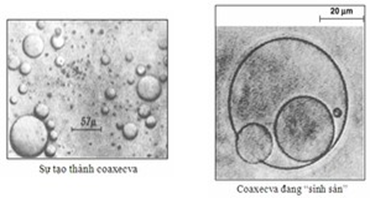 20 µm
57µ
Sự tạo thành coaxecva
Coaxecva đang "sinh sản"